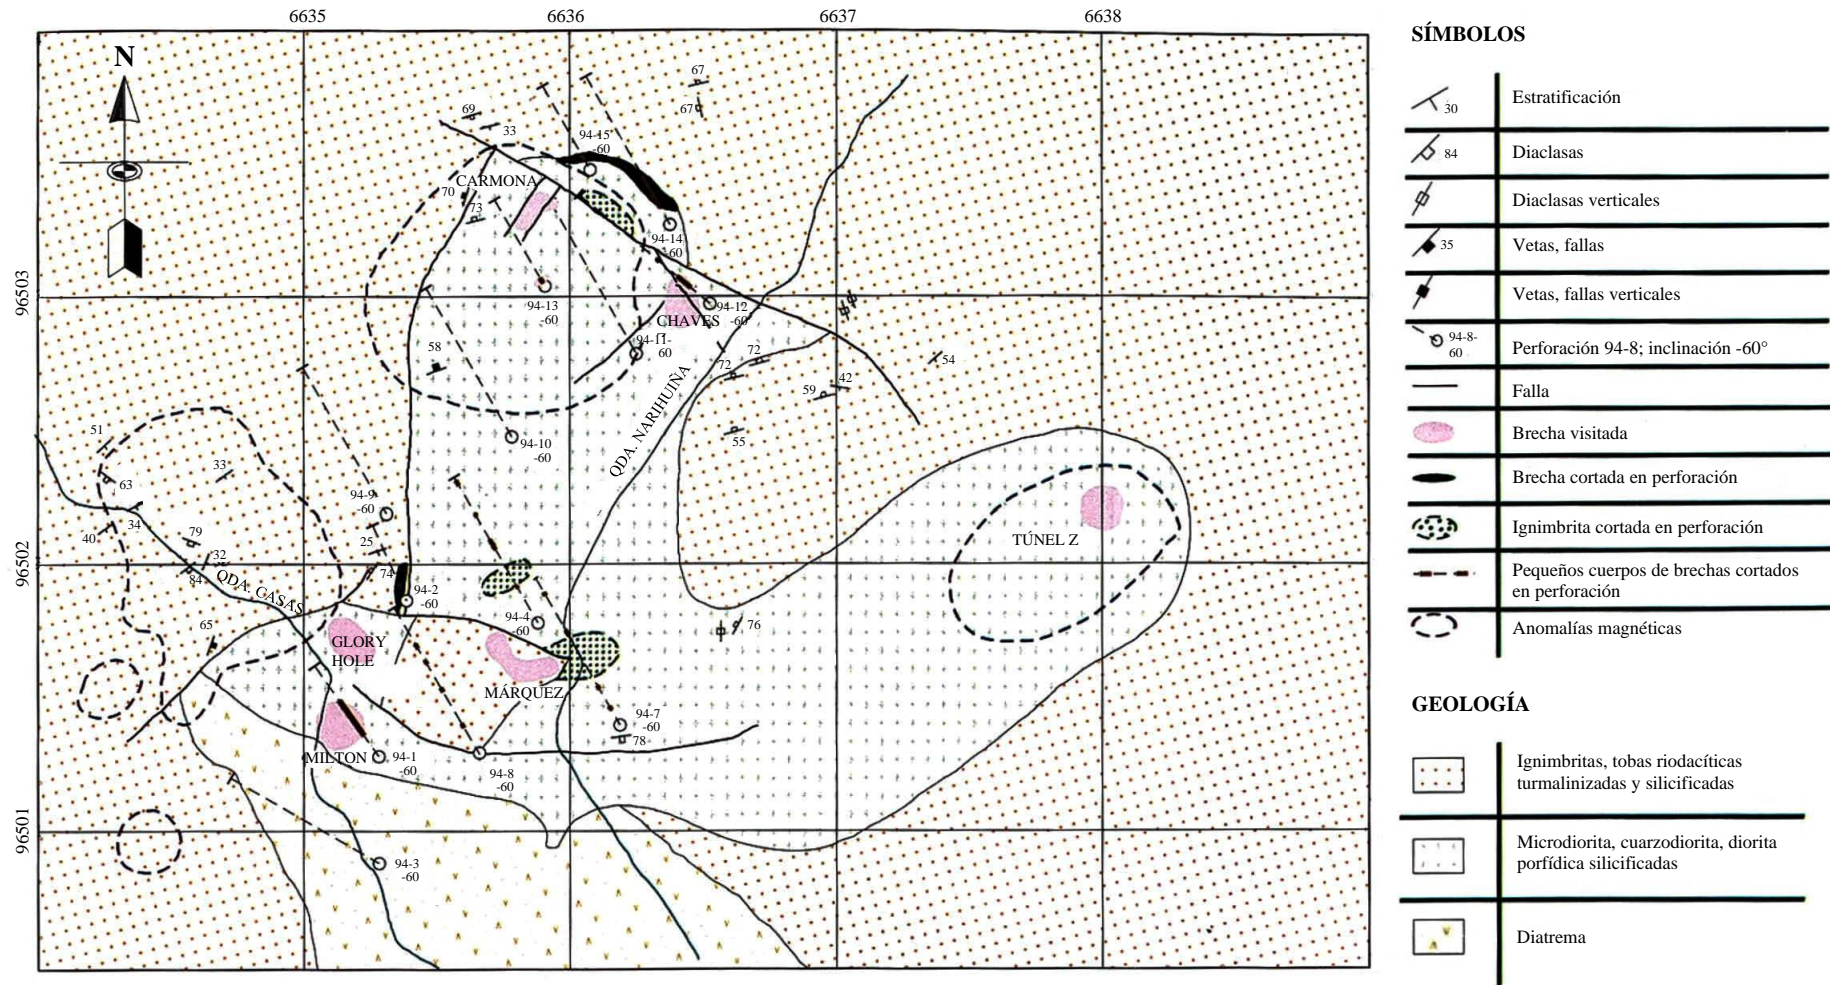 6635
6636
6637
6638
N
67
67
69
33
94-15
-60
CARMONA
70
73
94-14
-60
96503
94-13
-60
94-12-
-60
CHAVES
94-11-
60
58
72
72
54
42
59
QDA. NARIHUIÑA
94-10
-60
55
51
33
63
94-9
-60
34
40
79
25
32
84
74
96502
TÚNEL Z
QDA. CASAS
94-2
-60
94-4
-60
76
65
GLORY
HOLE
MÁRQUEZ
94-7
-60
78
MILTON
94-1
-60
94-8
-60
96501
94-3
-60
SÍMBOLOS
30
Estratificación
84
Diaclasas
Diaclasas verticales
35
Vetas, fallas
Vetas, fallas verticales
94-8-
60
Perforación 94-8; inclinación -60°
Falla
Brecha visitada
Brecha cortada en perforación
Ignimbrita cortada en perforación
Pequeños cuerpos de brechas cortados
en perforación
Anomalías magnéticas
GEOLOGÍA
Ignimbritas, tobas riodacíticas
turmalinizadas y silicificadas
Microdiorita, cuarzodiorita, diorita
porfídica silicificadas
Diatrema